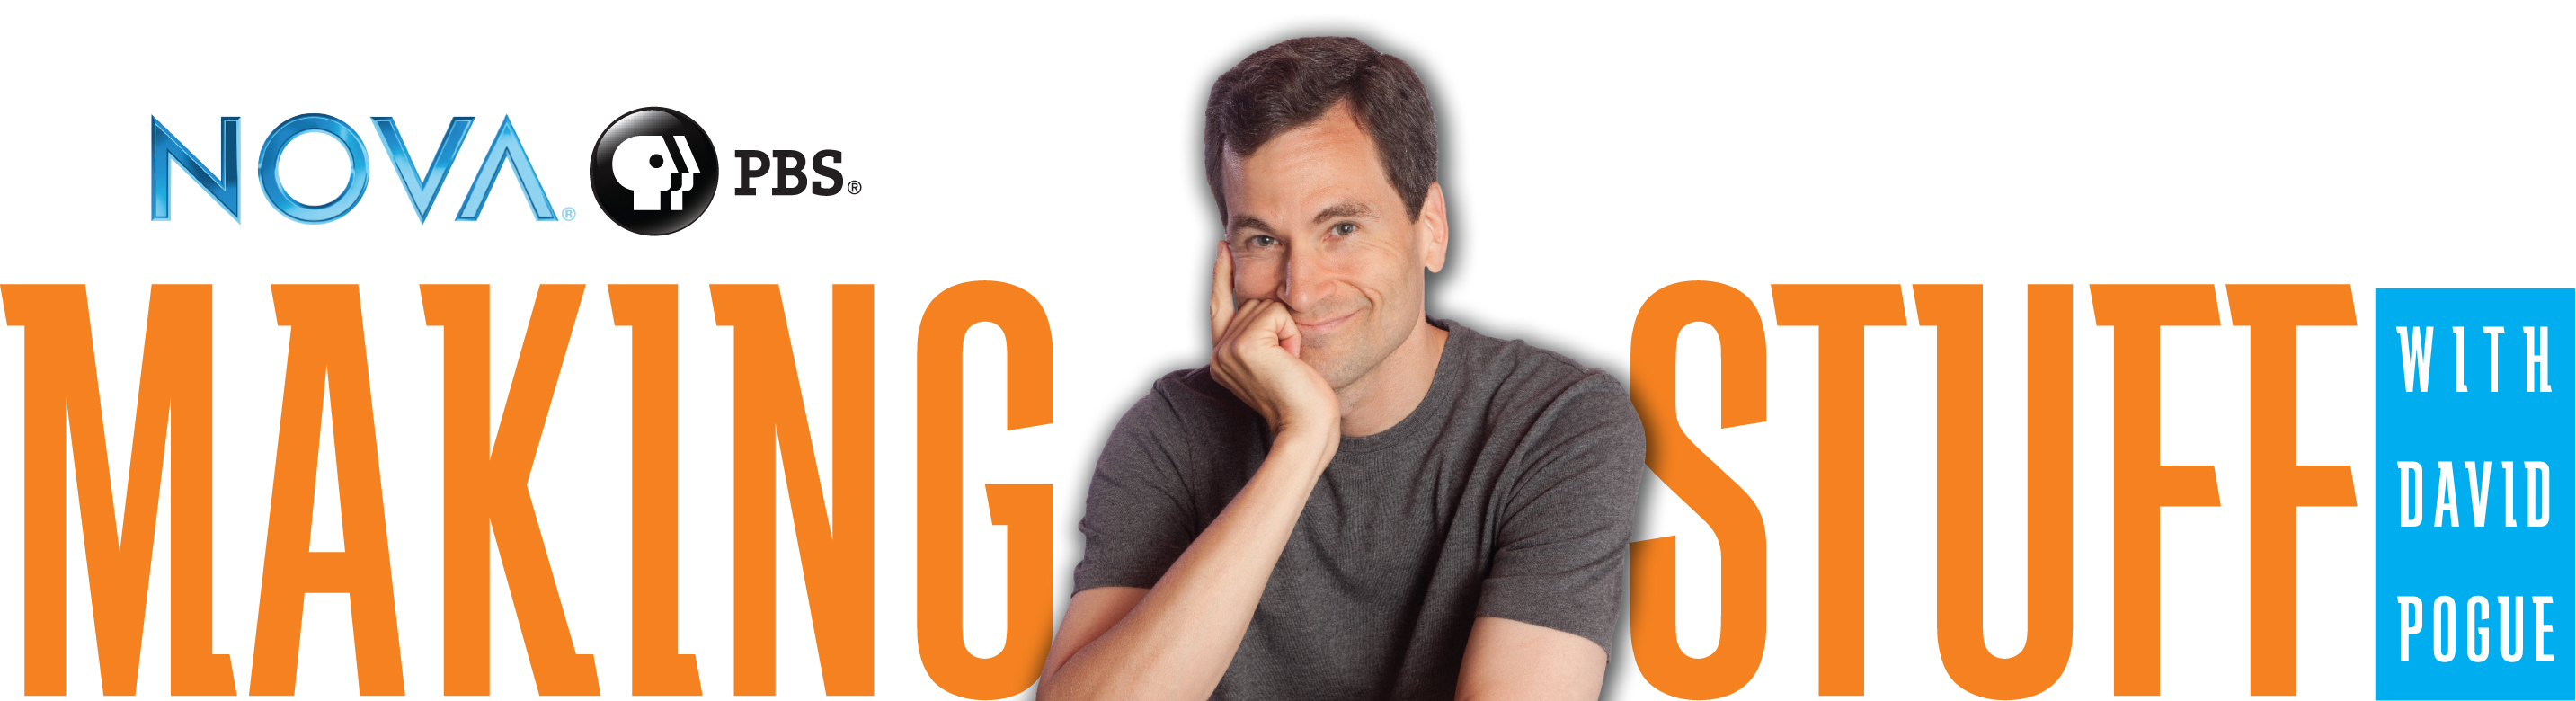 NOVA® PBS®
MAKING STUFF
WITH
DAVID
POGUE